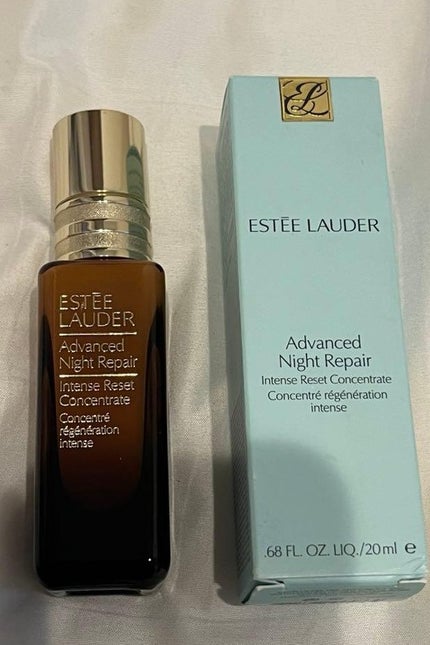 ESTĒE
LAUDER
Advanced
Night Repair
Intense Reset
Concentrate
Concentré
régénération
intense
EL
ESTĒE LAUDER
Advanced
Night Repair
Intense Reset Concentrate
Concentré régénération
intense
.68 FL. OZ. LIQ./20 ml e